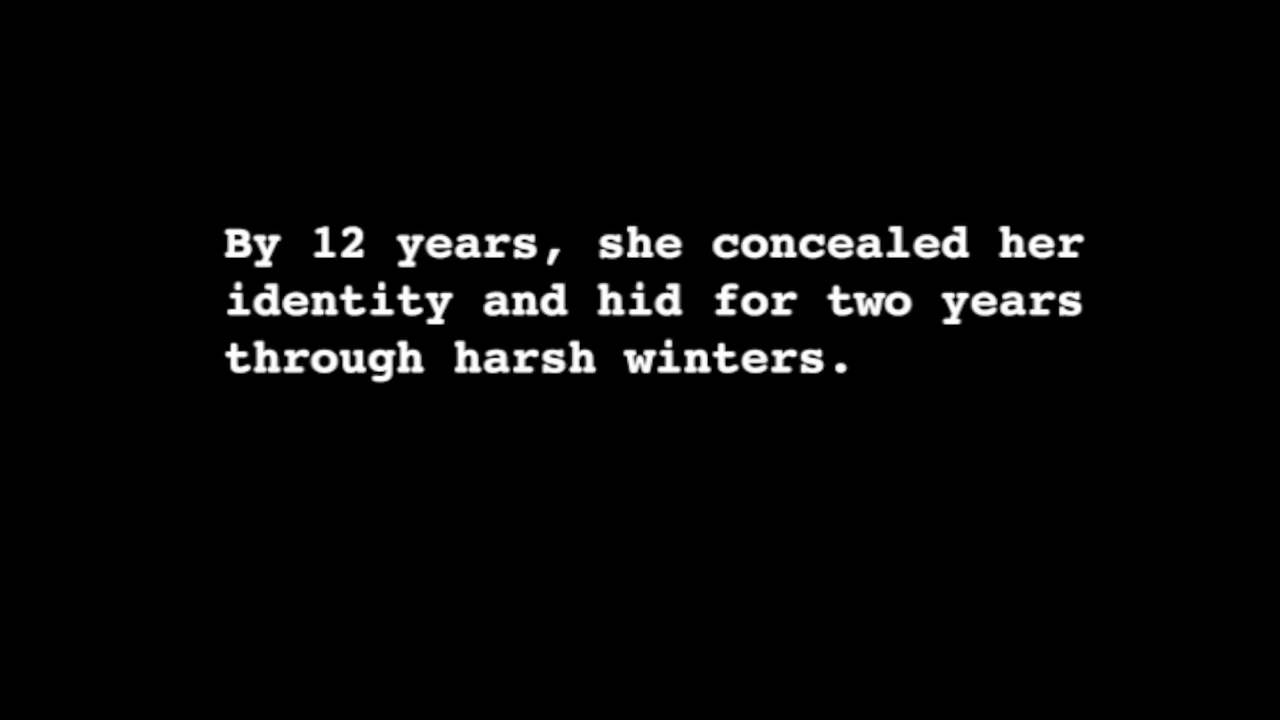 By 12 years, she concealed her
identity and hid for two years
through harsh winters.